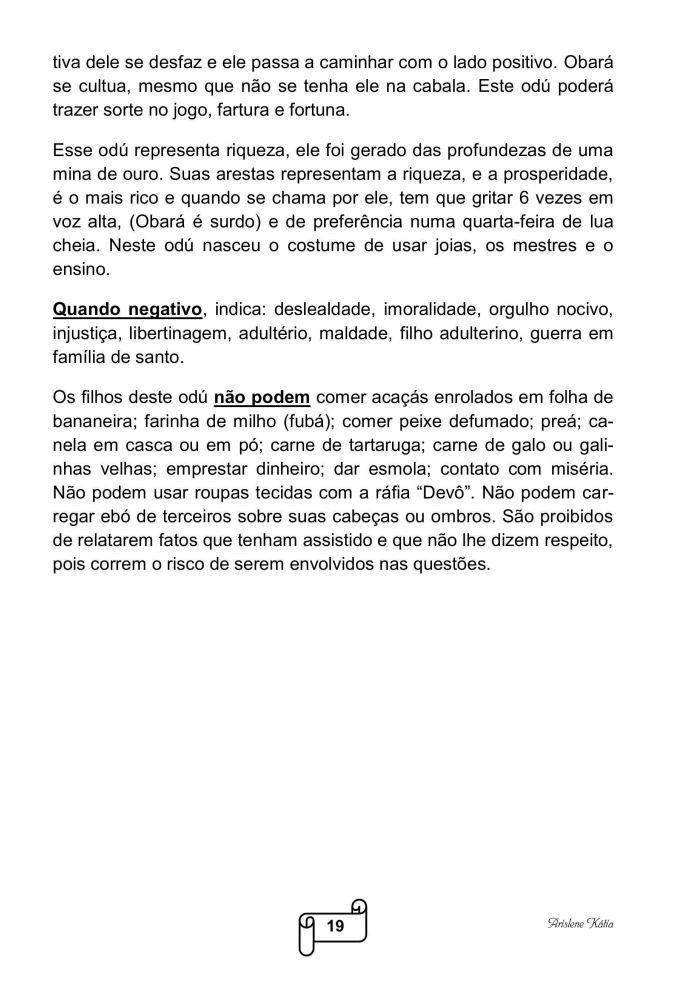 tiva dele se desfaz e ele passa a caminhar com o lado positivo. Obará
se cultua, mesmo que não se tenha ele na cabala. Este odú poderá
trazer sorte no jogo, fartura e fortuna.
Esse odú representa riqueza, ele foi gerado das profundezas de uma
mina de ouro. Suas arestas representam a riqueza, e a prosperidade,
é o mais rico e quando se chama por ele, tem que gritar 6 vezes em
voz alta, (Obará é surdo) e de preferência numa quarta-feira de lua
cheia. Neste odú nasceu o costume de usar joias, os mestres e o
ensino.
Quando negativo, indica: deslealdade, imoralidade, orgulho nocivo,
injustiça, libertinagem, adultério, maldade, filho adulterino, guerra em
família de santo.
Os filhos deste odú não podem comer acaçás enrolados em folha de
bananeira; farinha de milho (fubá); comer peixe defumado; preá; ca-
nela em casca ou em pó; carne de tartaruga; carne de galo ou gali-
nhas velhas; emprestar dinheiro; dar esmola; contato com miséria.
Não podem usar roupas tecidas com a ráfia “Devô”. Não podem car-
regar ebó de terceiros sobre suas cabeças ou ombros. São proibidos
de relatarem fatos que tenham assistido e que não lhe dizem respeito,
pois correm o risco de serem envolvidos nas questões.
19
Arislene Kátia